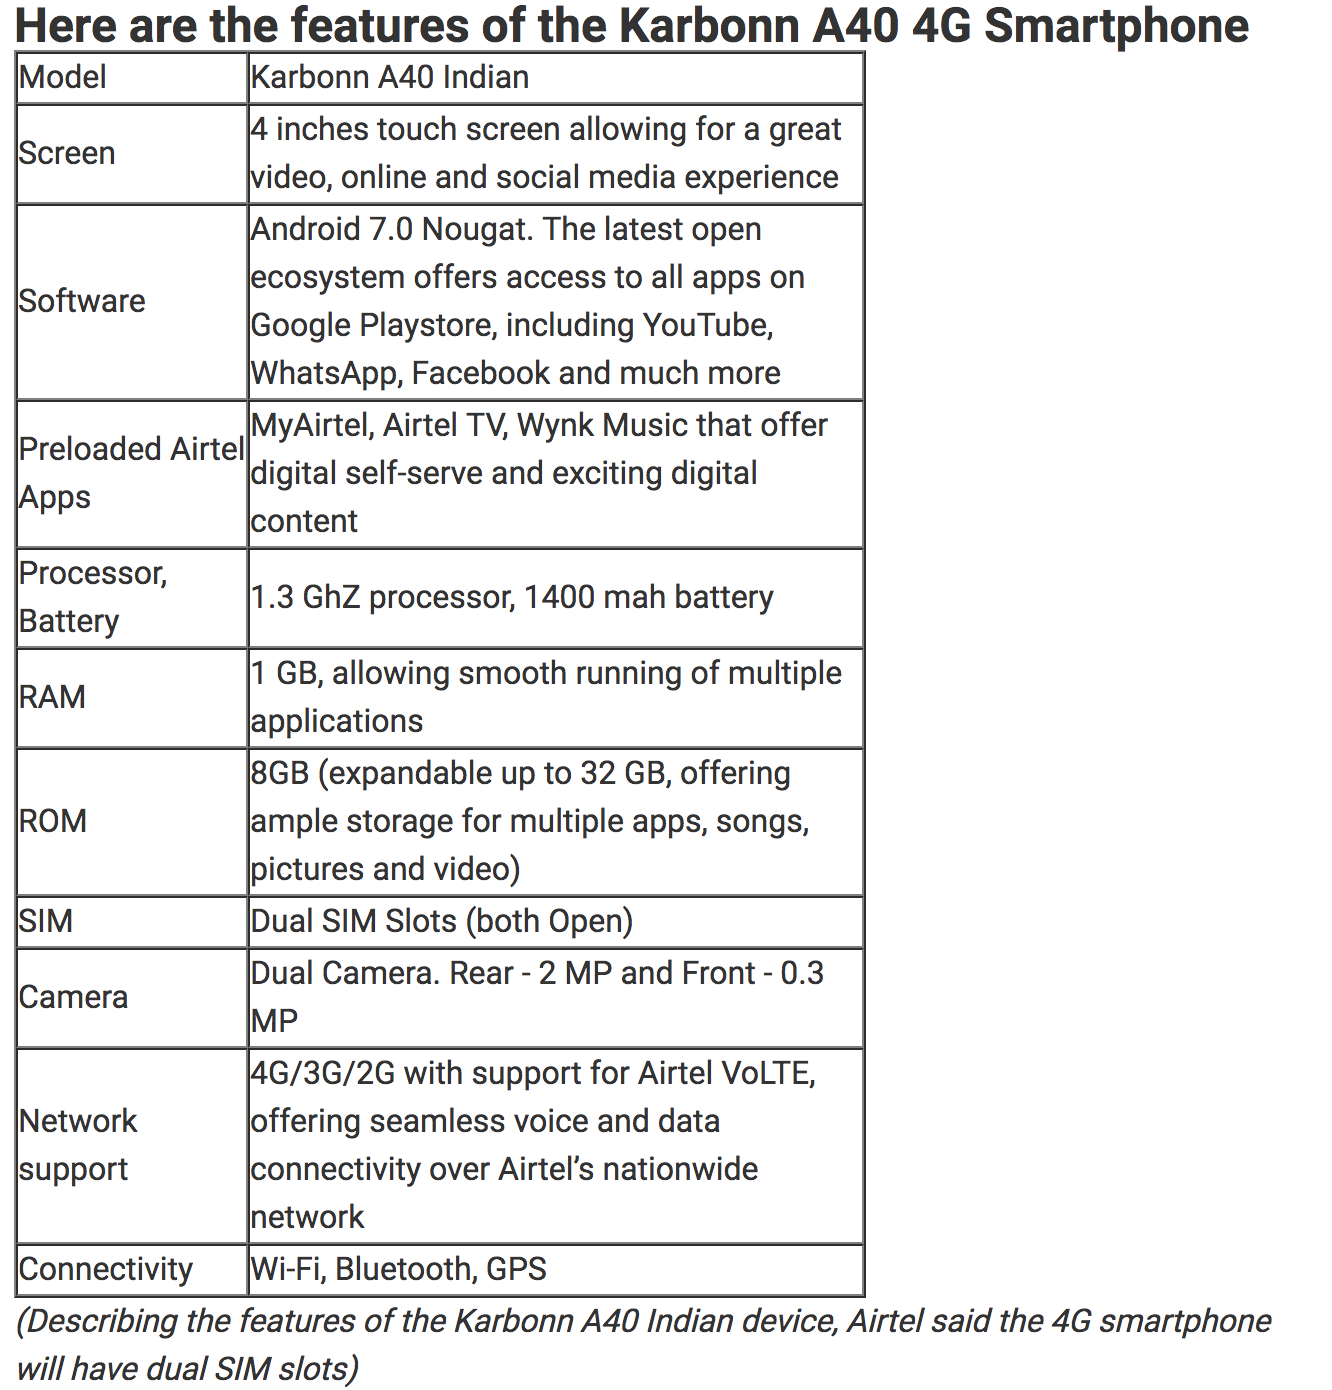 Here are the features of the Karbonn A40 4G Smartphone
Model
Karbonn A40 Indian
Screen
4 inches touch screen allowing for a great
video, online and social media experience
Software
Android 7.0 Nougat. The latest open
ecosystem offers access to all apps on
Google Playstore, including YouTube,
WhatsApp, Facebook and much more
Preloaded Airtel
Apps
MyAirtel, Airtel TV, Wynk Music that offer
digital self-serve and exciting digital
content
Processor,
Battery
1.3 GhZ processor, 1400 mah battery
RAM
1 GB, allowing smooth running of multiple
applications
ROM
8GB (expandable up to 32 GB, offering
ample storage for multiple apps, songs,
pictures and video)
SIM
Dual SIM Slots (both Open)
Camera
Dual Camera. Rear - 2 MP and Front - 0.3
MP
Network
support
4G/3G/2G with support for Airtel VoLTE,
offering seamless voice and data
connectivity over Airtel’s nationwide
network
Connectivity
Wi-Fi, Bluetooth, GPS
(Describing the features of the Karbonn A40 Indian device, Airtel said the 4G smartphone
will have dual SIM slots)